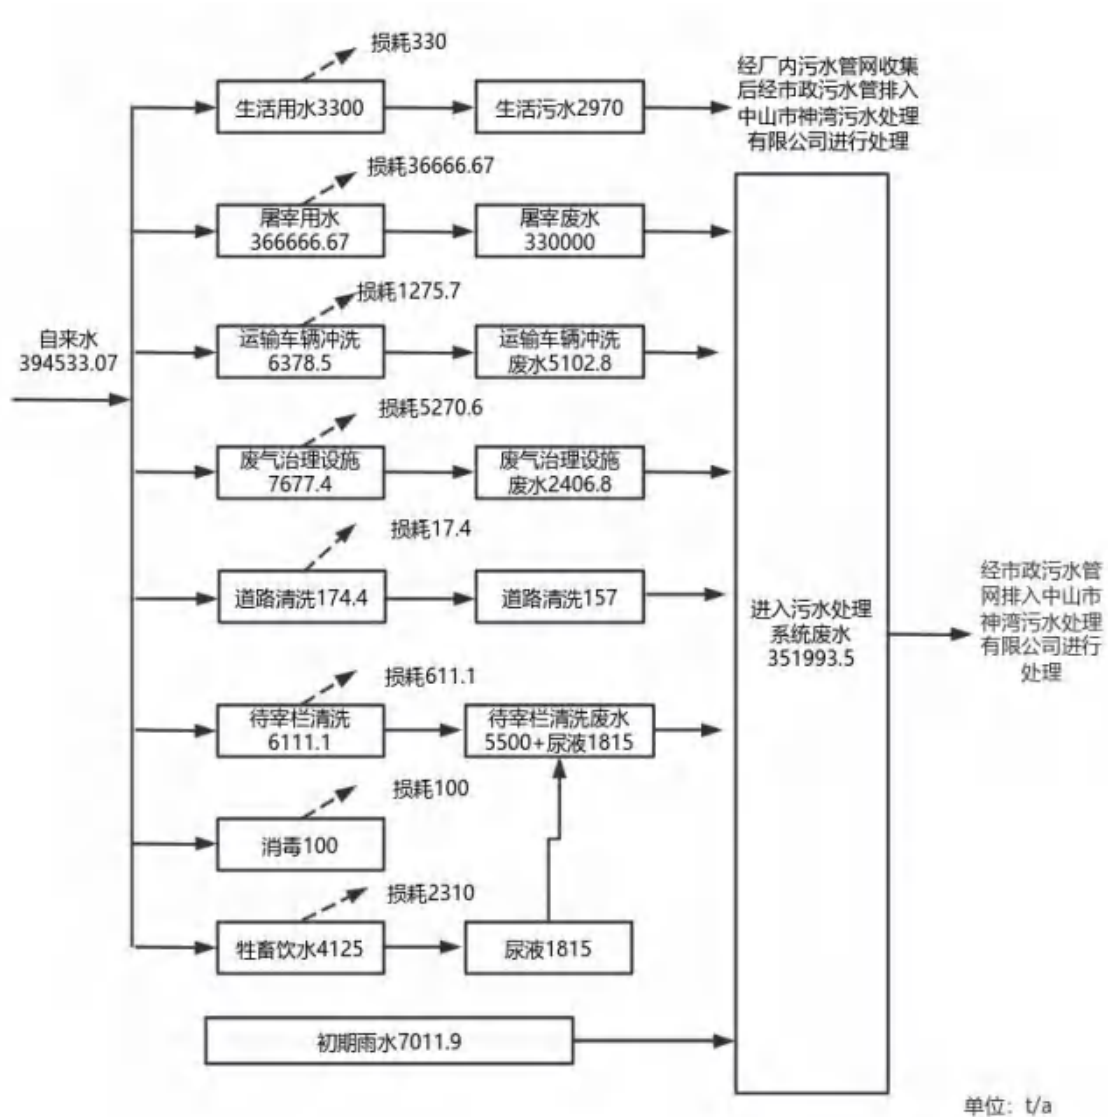 损耗330
生活用水3300
生活污水2970
经厂内污水管网收集
后经市政污水管排入
中山市神湾污水处理
有限公司进行处理
损耗36666.67
屠宰用水
366666.67
屠宰废水
330000
损耗1275.7
运输车辆冲洗
6378.5
运输车辆冲洗
废水5102.8
自来水
394533.07
损耗5270.6
废气治理设施
7677.4
废气治理设施
废水2406.8
损耗17.4
道路清洗174.4
道路清洗157
进入污水处理
系统废水
351993.5
经市政污水管
网排入中山市
神湾污水处理
有限公司进行
处理
损耗611.1
待宰栏清洗
6111.1
待宰栏清洗废水
5500+尿液1815
损耗100
消毒100
损耗2310
牲畜饮水4125
尿液1815
初期雨水7011.9
单位：t/a